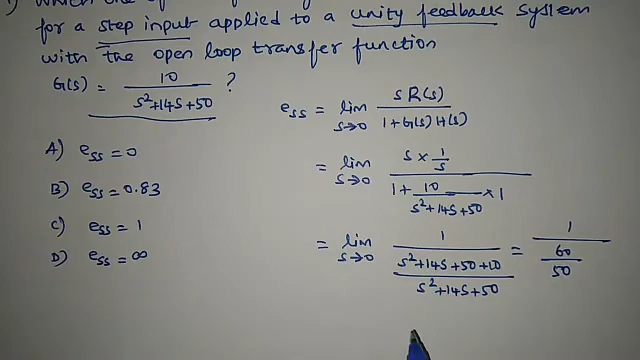 for a step input applied to a unity feedback system
with the open loop transfer function
G(s) = 10 / s²+14s+50 ?
A) ess = 0
B) ess = 0.83
C) ess = 1
D) ess = ∞
ess = lim s→0 s R(s) / 1+G(s) H(s)
= lim s→0 s × 1/s / 1+ 10 / s²+14s+50 × 1
= lim s→0 1 / s²+14s+50+10 / s²+14s+50 = 1 / 60 / 50